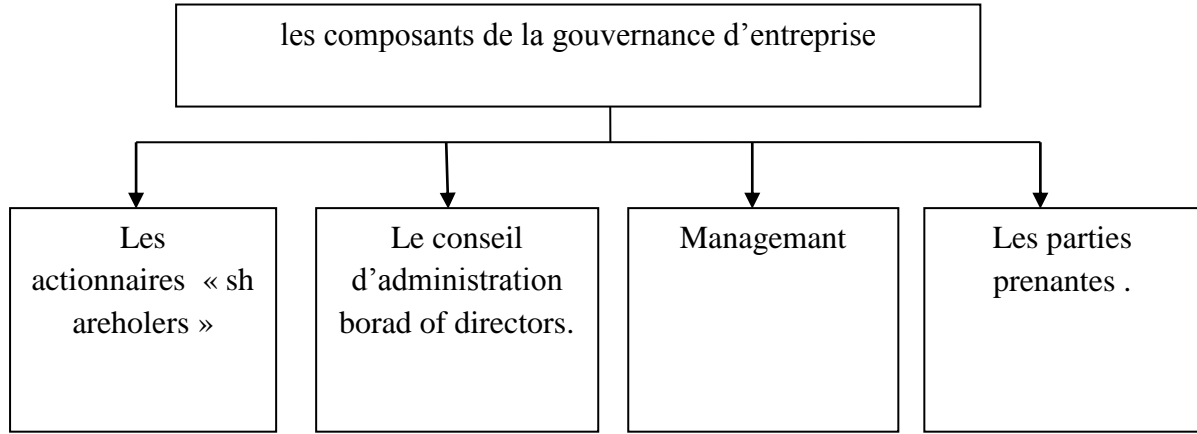 les composants de la gouvernance d’entreprise
Les
actionnaires « sh
areholers »
Le conseil
d’administration
borad of directors.
Managemant
Les parties
prenantes .